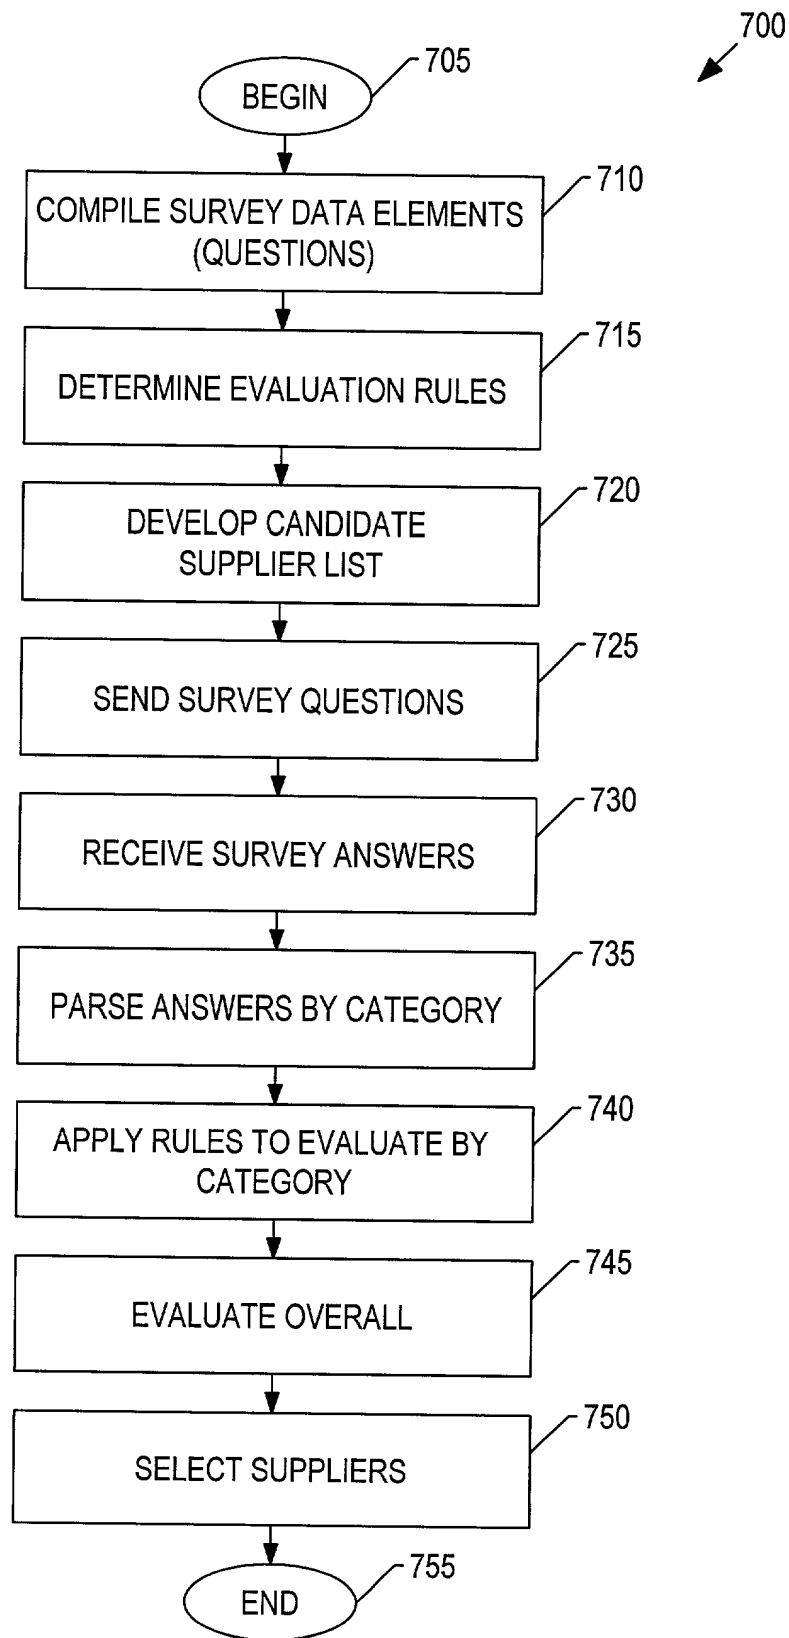 700
705
BEGIN
710
COMPILE SURVEY DATA ELEMENTS
(QUESTIONS)
715
DETERMINE EVALUATION RULES
720
DEVELOP CANDIDATE
SUPPLIER LIST
725
SEND SURVEY QUESTIONS
730
RECEIVE SURVEY ANSWERS
735
PARSE ANSWERS BY CATEGORY
740
APPLY RULES TO EVALUATE BY
CATEGORY
745
EVALUATE OVERALL
750
SELECT SUPPLIERS
755
END